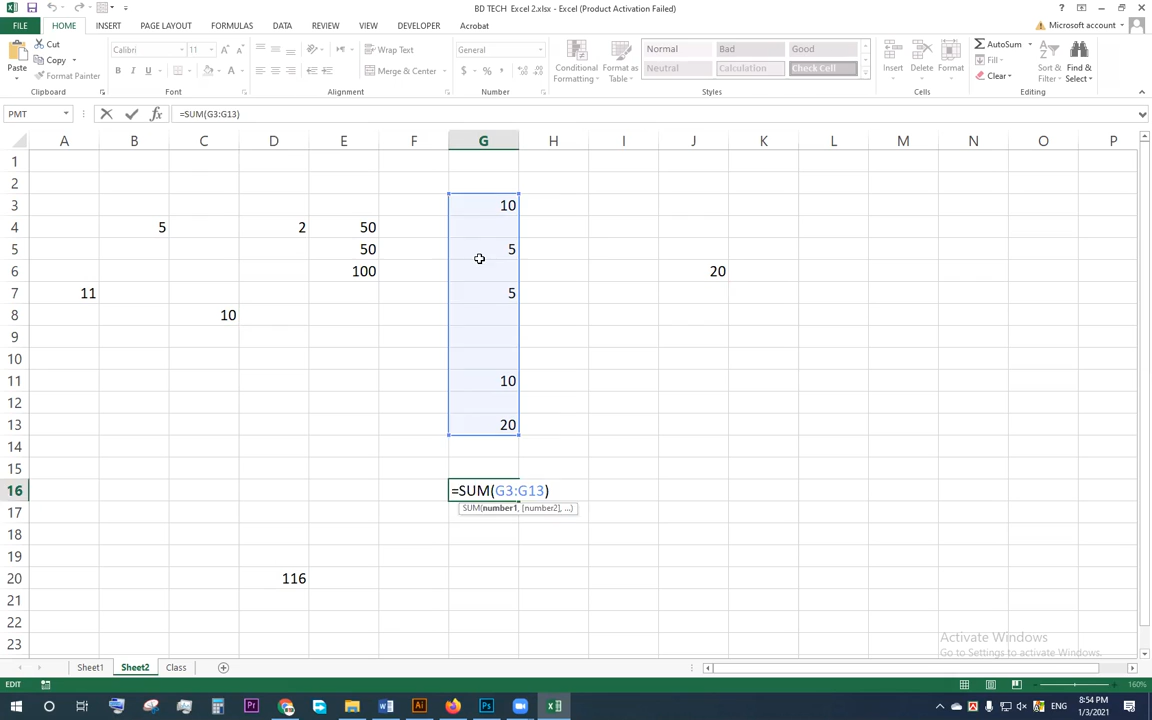 BD TECH Excel 2.xlsx - Excel (Product Activation Failed)
FILE HOME INSERT PAGE LAYOUT FORMULAS DATA REVIEW VIEW DEVELOPER Acrobat Microsoft account
Cut Calibri 11 Wrap Text General Normal Bad Good AutoSum
Copy Fill
Paste Format Painter B I U Merge & Center $ % Conditional Formatting Format as Table Neutral Calculation Check Cell Insert Delete Format Clear Sort & Filter Find & Select
Clipboard Font Alignment Number Styles Cells Editing
PMT fx =SUM(G3:G13)
A B C D E F G H I J K L M N O P
1
2
3 10
4 5 2 50
5 50 5
6 100 20
7 11 5
8 10
9
10
11 10
12
13 20
14
15
16 =SUM(G3:G13)
17 SUM(number1, [number2], ...)
18
19
20 116
21
22
23
Activate Windows
Go to Settings to activate Windows.
Sheet1 Sheet2 Class
EDIT 160%
W Pr Ai Ps ENG 8:54 PM
1/3/2021